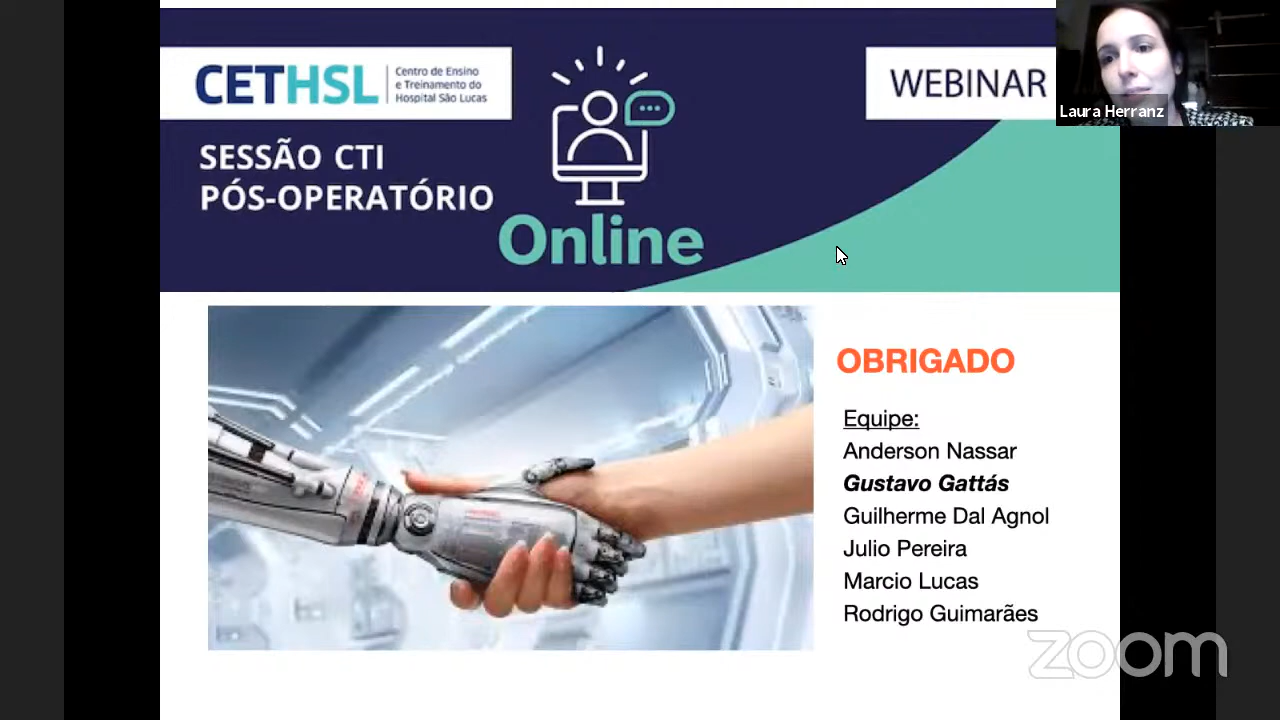 CETHSL
Centro de Ensino
e Treinamento do
Hospital São Lucas
WEBINAR
Laura Herranz
SESSÃO CTI
PÓS-OPERATÓRIO
Online
OBRIGADO
Equipe:
Anderson Nassar
Gustavo Gattás
Guilherme Dal Agnol
Julio Pereira
Marcio Lucas
Rodrigo Guimarães
zoom